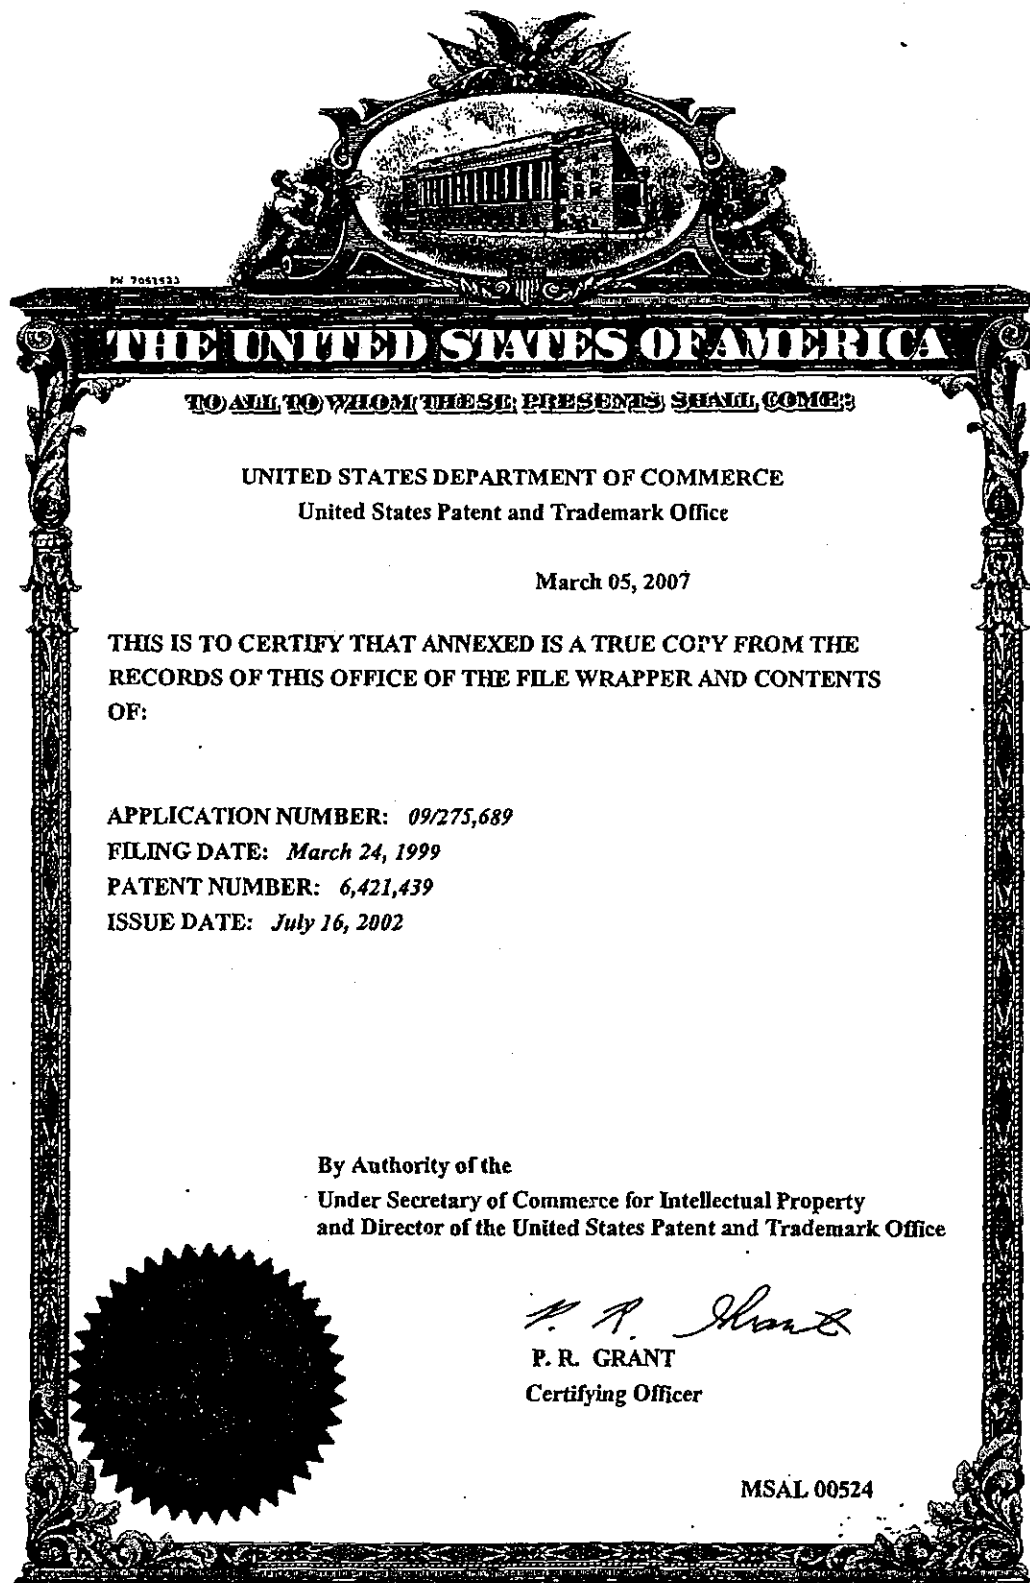 THE UNITED STATES OF AMERICA
TO ALL TO WHOM THESE PRESENTS SHALL COME:
UNITED STATES DEPARTMENT OF COMMERCE
United States Patent and Trademark Office
March 05, 2007
THIS IS TO CERTIFY THAT ANNEXED IS A TRUE COPY FROM THE
RECORDS OF THIS OFFICE OF THE FILE WRAPPER AND CONTENTS
OF:
APPLICATION NUMBER: 09/275,689
FILING DATE: March 24, 1999
PATENT NUMBER: 6,421,439
ISSUE DATE: July 16, 2002
By Authority of the
Under Secretary of Commerce for Intellectual Property
and Director of the United States Patent and Trademark Office
P. R. Grant
P. R. GRANT
Certifying Officer
MSAL 00524